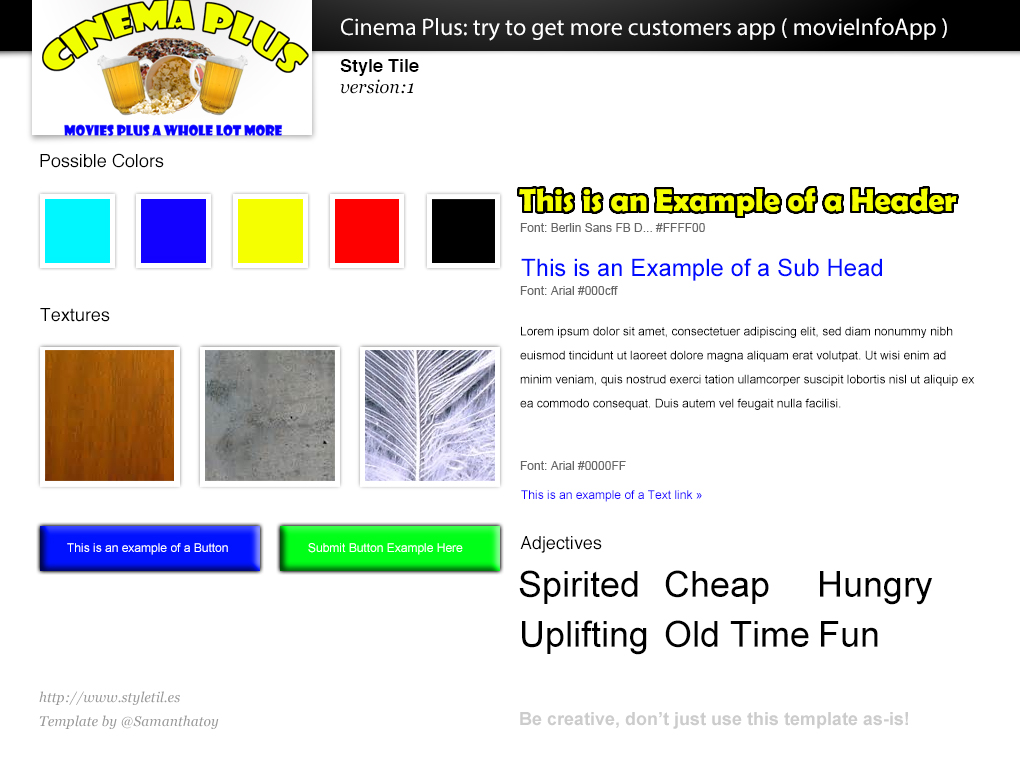 CINEMA PLUS
MOVIES PLUS A WHOLE LOT MORE
Cinema Plus: try to get more customers app ( movieInfoApp )
Style Tile
version:1
Possible Colors
Textures
This is an example of a Button
Submit Button Example Here
This is an Example of a Header
Font: Berlin Sans FB D... #FFFF00
This is an Example of a Sub Head
Font: Arial #000cff
Lorem ipsum dolor sit amet, consectetuer adipiscing elit, sed diam nonummy nibh
euismod tincidunt ut laoreet dolore magna aliquam erat volutpat. Ut wisi enim ad
minim veniam, quis nostrud exerci tation ullamcorper suscipit lobortis nisl ut aliquip ex
ea commodo consequat. Duis autem vel feugait nulla facilisi.
Font: Arial #0000FF
This is an example of a Text link »
Adjectives
Spirited Cheap Hungry
Uplifting Old Time Fun
http://www.styletil.es
Template by @Samanthatoy
Be creative, don’t just use this template as-is!